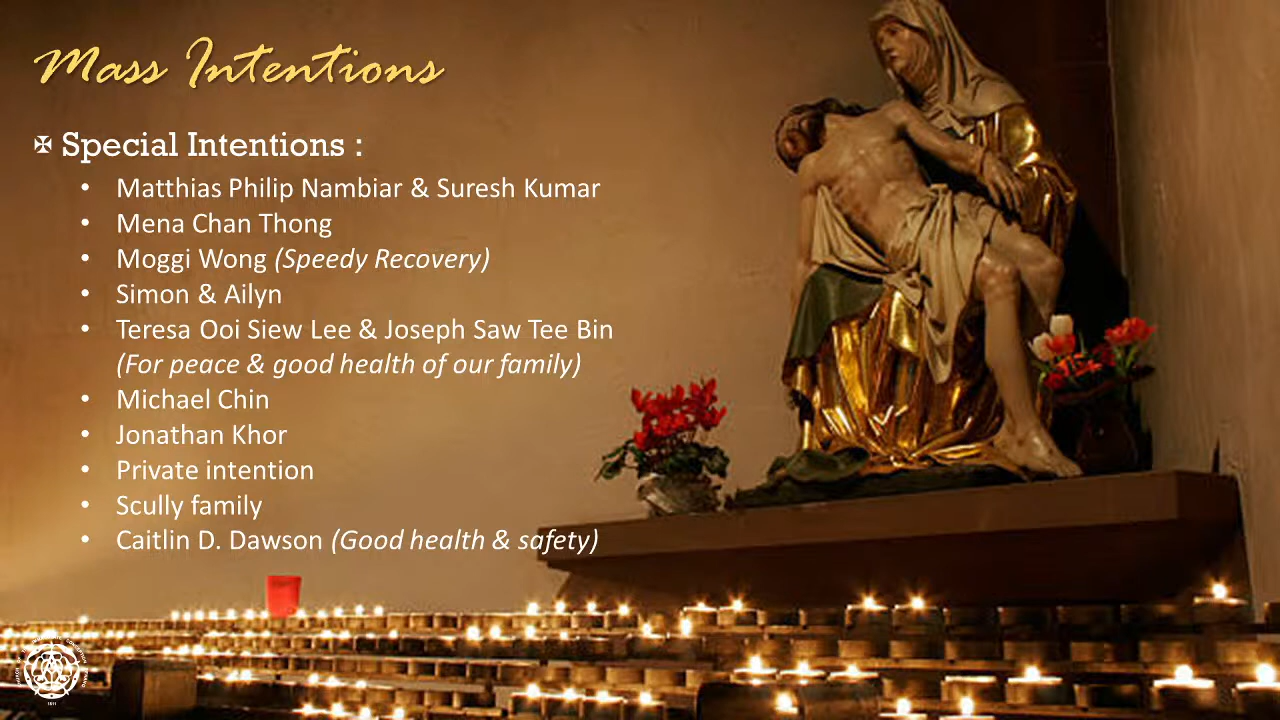 Mass Intentions
✠ Special Intentions :
• Matthias Philip Nambiar & Suresh Kumar
• Mena Chan Thong
• Moggi Wong (Speedy Recovery)
• Simon & Ailyn
• Teresa Ooi Siew Lee & Joseph Saw Tee Bin
(For peace & good health of our family)
• Michael Chin
• Jonathan Khor
• Private intention
• Scully family
• Caitlin D. Dawson (Good health & safety)
1811